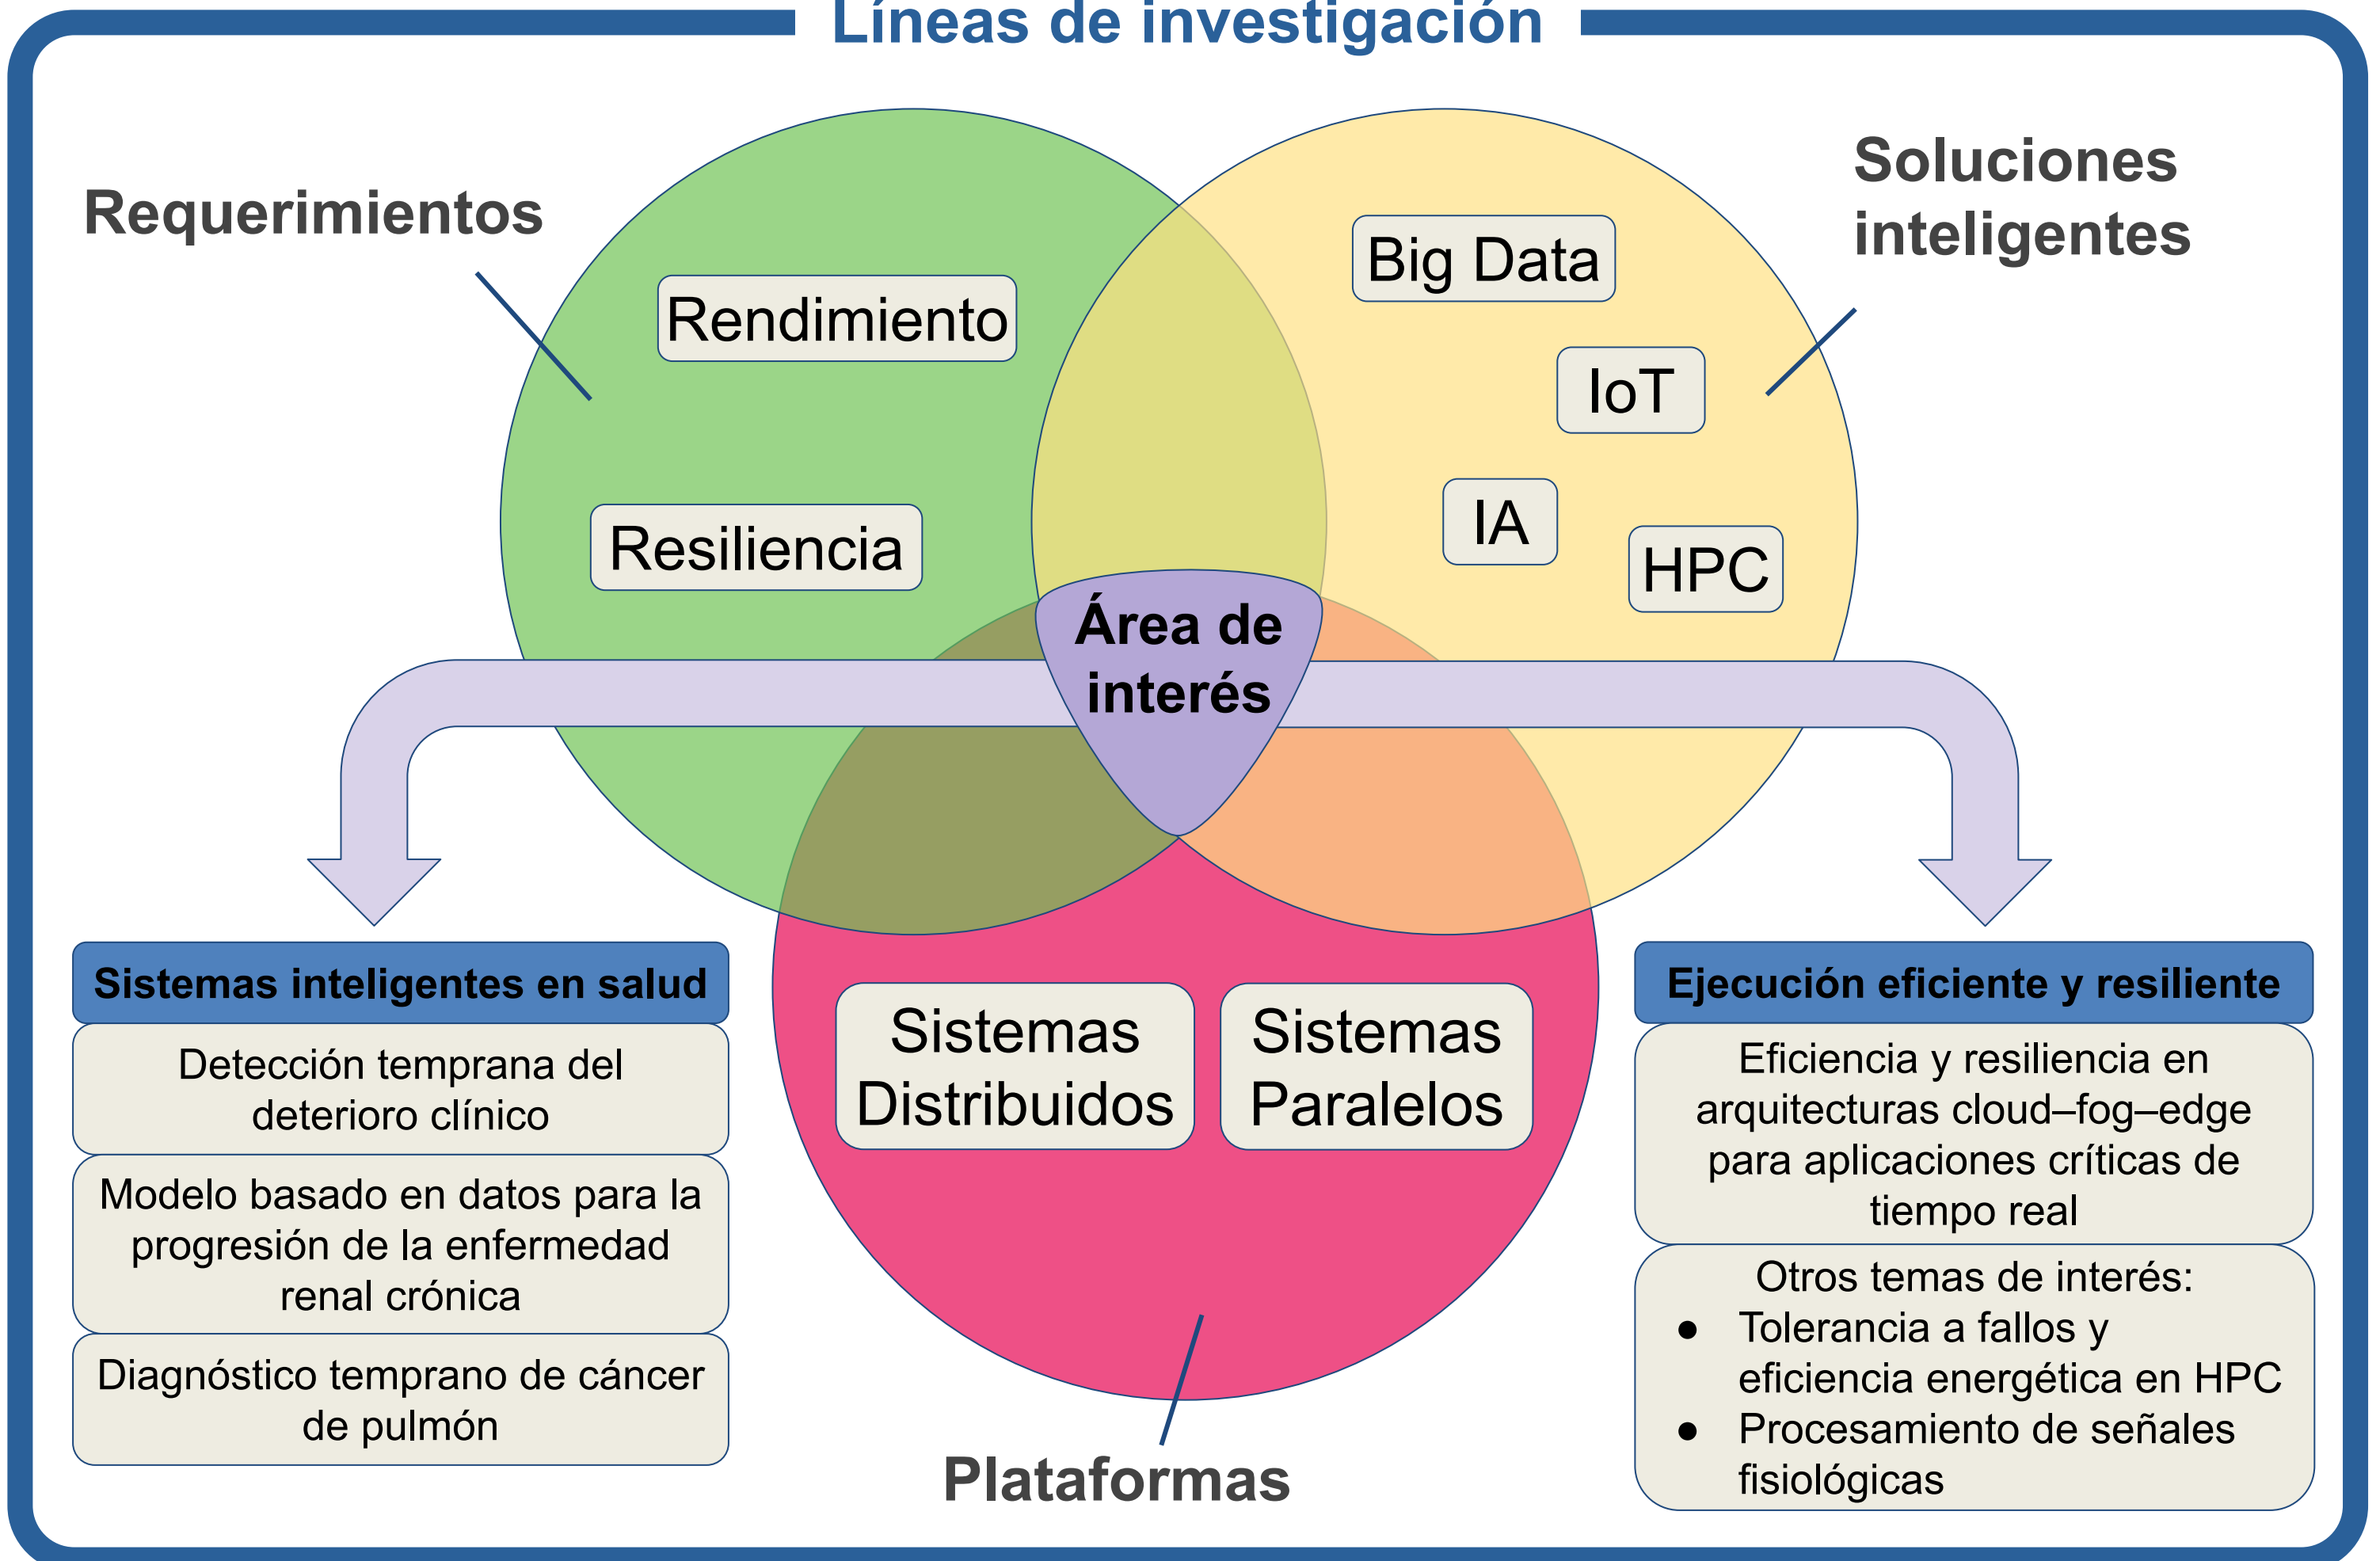 Líneas de investigación
Requerimientos
Soluciones
inteligentes
Rendimiento
Resiliencia
Big Data
IoT
IA
HPC
Área de
interés
Sistemas
Distribuidos
Sistemas
Paralelos
Plataformas
Sistemas inteligentes en salud
Detección temprana del
deterioro clínico
Modelo basado en datos para la
progresión de la enfermedad
renal crónica
Diagnóstico temprano de cáncer
de pulmón
Ejecución eficiente y resiliente
Eficiencia y resiliencia en
arquitecturas cloud–fog–edge
para aplicaciones críticas de
tiempo real
Otros temas de interés:
● Tolerancia a fallos y
eficiencia energética en HPC
● Procesamiento de señales
fisiológicas